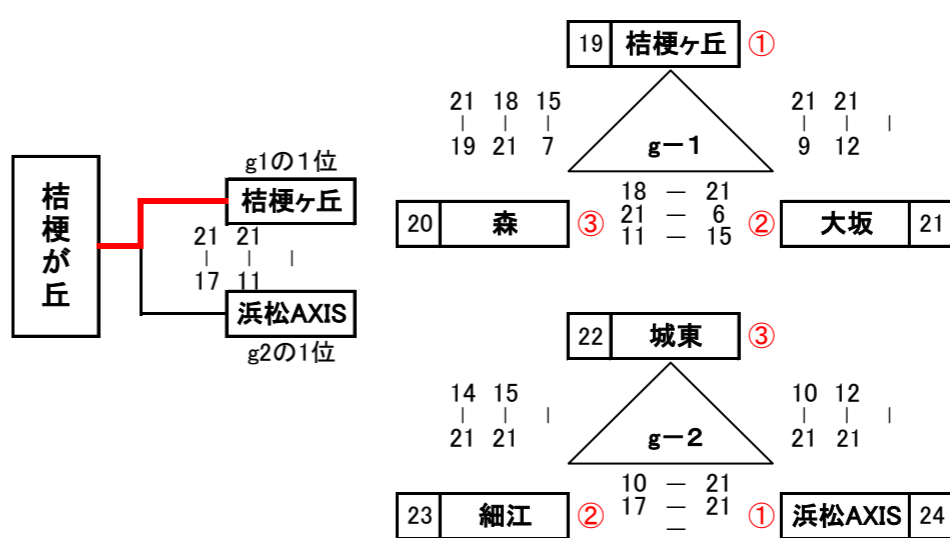 19 桔梗ヶ丘 ①
21 18 15
| | |
19 21 7
21 21
| | |
9 12
g－1
g1の1位
桔梗が丘
桔梗ヶ丘
18 － 21
21 － 6
11 － 15
20 森 ③
② 大坂 21
21 21
| | |
17 11
浜松AXIS
g2の1位
22 城東 ③
14 15
| | |
21 21
10 12
| | |
21 21
g－2
10 － 21
17 － 21
－
23 細江 ②
① 浜松AXIS 24